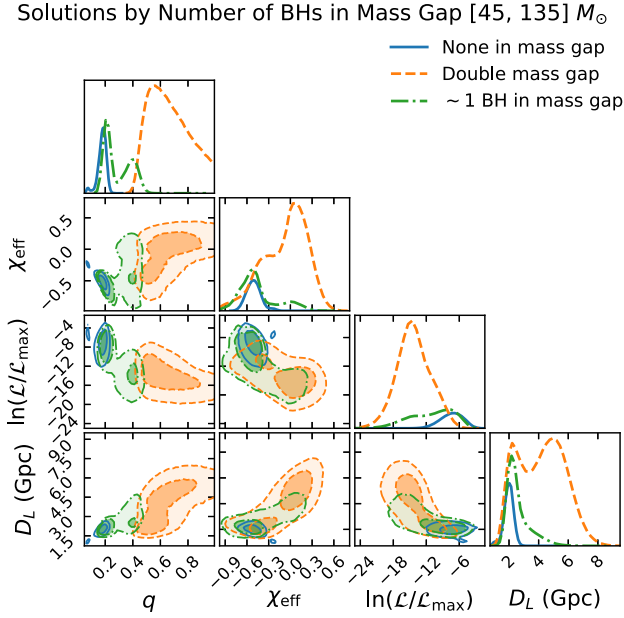 Solutions by Number of BHs in Mass Gap [45, 135] M⊙
None in mass gap
Double mass gap
~ 1 BH in mass gap
χeff
0.5
0.0
−0.5
ln(ℒ/ℒmax)
−4
−8
−12
−16
−20
−24
DL (Gpc)
9.0
7.5
6.0
4.5
3.0
1.5
0.2 0.4 0.6 0.8
−0.9 −0.6 −0.3 0.0 0.3 0.6
−24 −18 −12 −6
2 4 6 8
q χeff ln(ℒ/ℒmax) DL (Gpc)